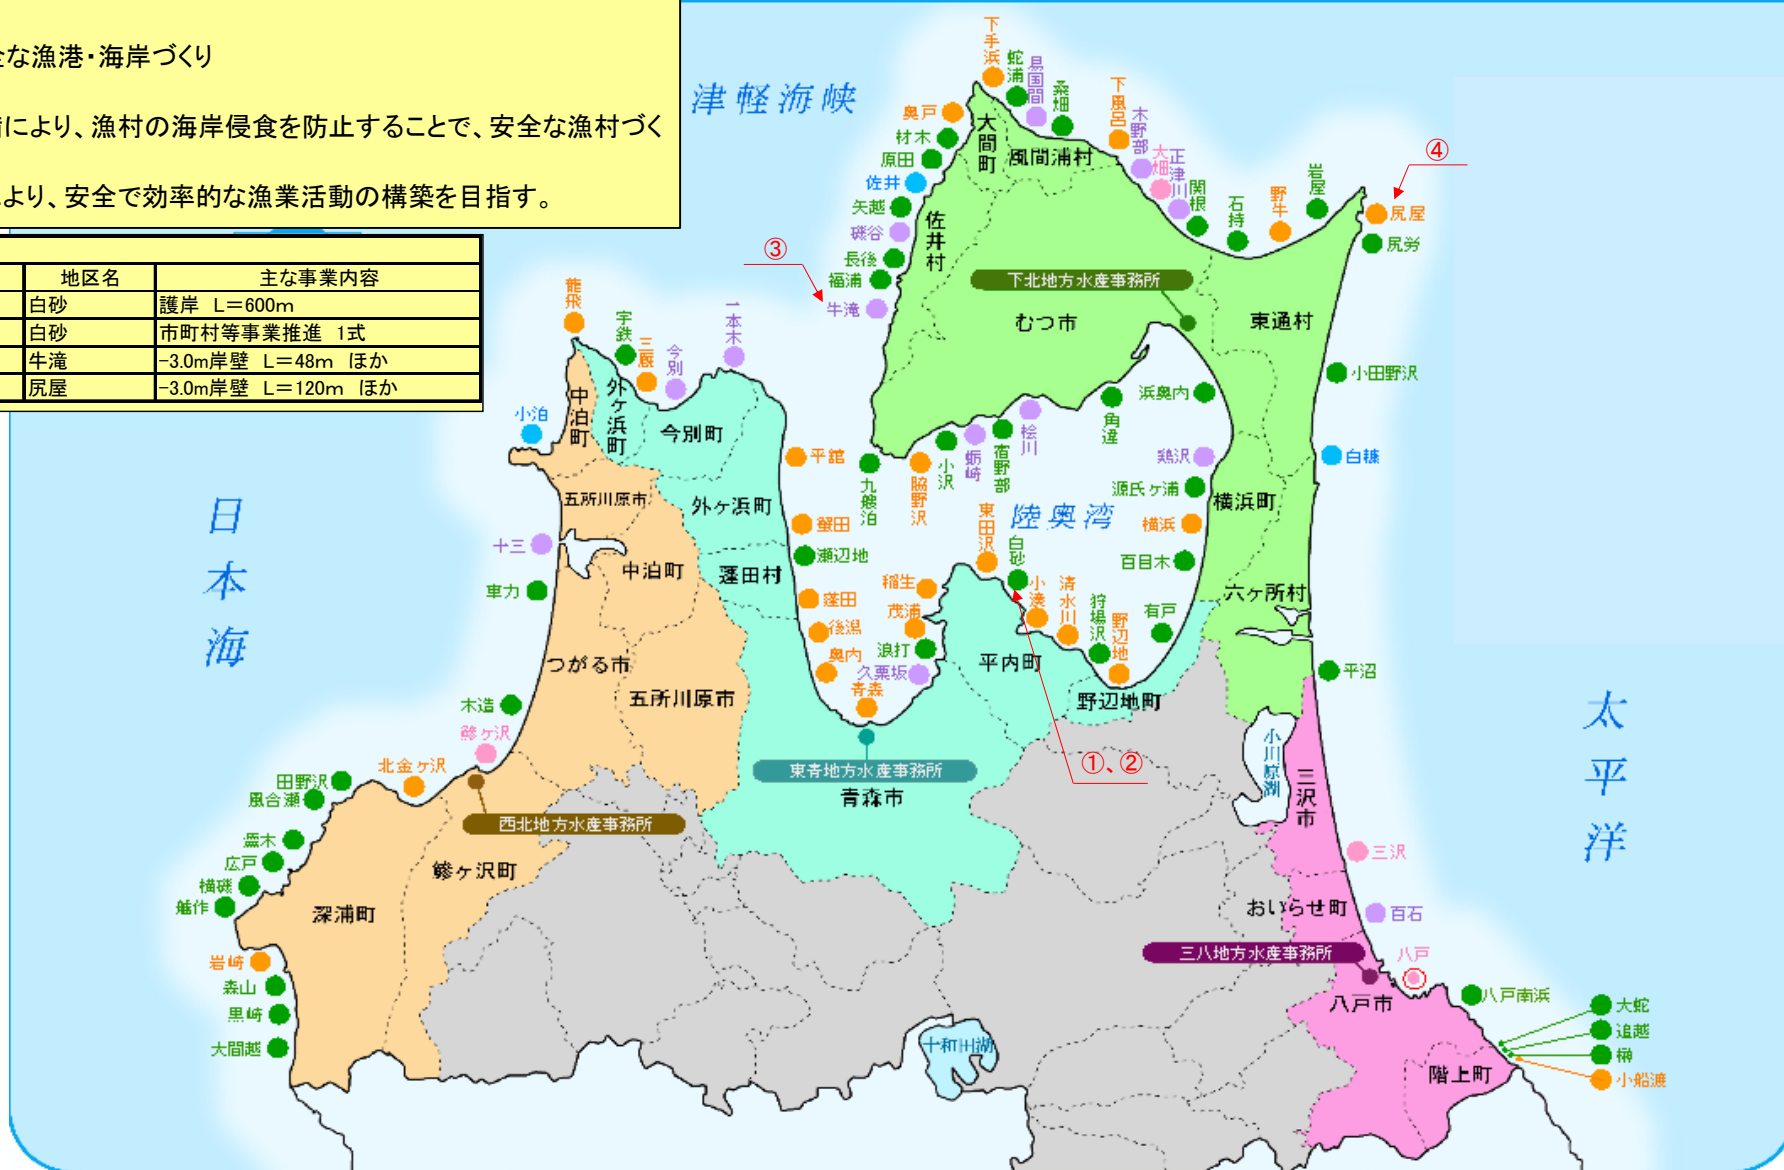 全な漁港・海岸づくり
備により、漁村の海岸侵食を防止することで、安全な漁村づく
より、安全で効率的な漁業活動の構築を目指す。
地区名 主な事業内容
白砂 護岸 L=600m
白砂 市町村等事業推進 1式
牛滝 -3.0m岸壁 L=48m ほか
尻屋 -3.0m岸壁 L=120m ほか
津軽海峡
日本海
陸奥湾
太平洋
下手浜
蛇浦
易国間
桑畑
下風呂
木野部
大畑
正津川
関根
石持
野牛
岩屋
④
尻屋
尻労
奥戸
材木
原田
佐井
矢越
磯谷
長後
福浦
③
牛滝
大間町
風間浦村
佐井村
下北地方水産事務所
むつ市
東通村
小田野沢
白糠
龍飛
宇鉄
三厩
今別
一本木
小泊
中泊町
外ヶ浜町
今別町
五所川原市
外ヶ浜町
十三
中泊町
蓬田村
車力
つがる市
五所川原市
平舘
蟹田
瀬辺地
蓬田
後潟
奥内
青森
久栗坂
浪打
茂浦
稲生
九艘泊
脇野沢
小沢
蛎崎
宿野部
桧川
角違
浜奥内
鶏沢
源氏ヶ浦
横浜
百目木
有戸
横浜町
六ヶ所村
東田沢
白砂
小湊
清水川
狩場沢
野辺地
平内町
野辺地町
①、②
平沼
小川原湖
三沢市
木造
鰺ヶ沢
北金ヶ沢
田野沢
風合瀬
広戸
横磯
艫作
西北地方水産事務所
東青地方水産事務所
青森市
鰺ヶ沢町
深浦町
岩崎
森山
黒崎
大間越
三沢
おいらせ町
百石
三八地方水産事務所
八戸
八戸市
八戸南浜
大蛇
追越
榊
小船渡
階上町
十和田湖